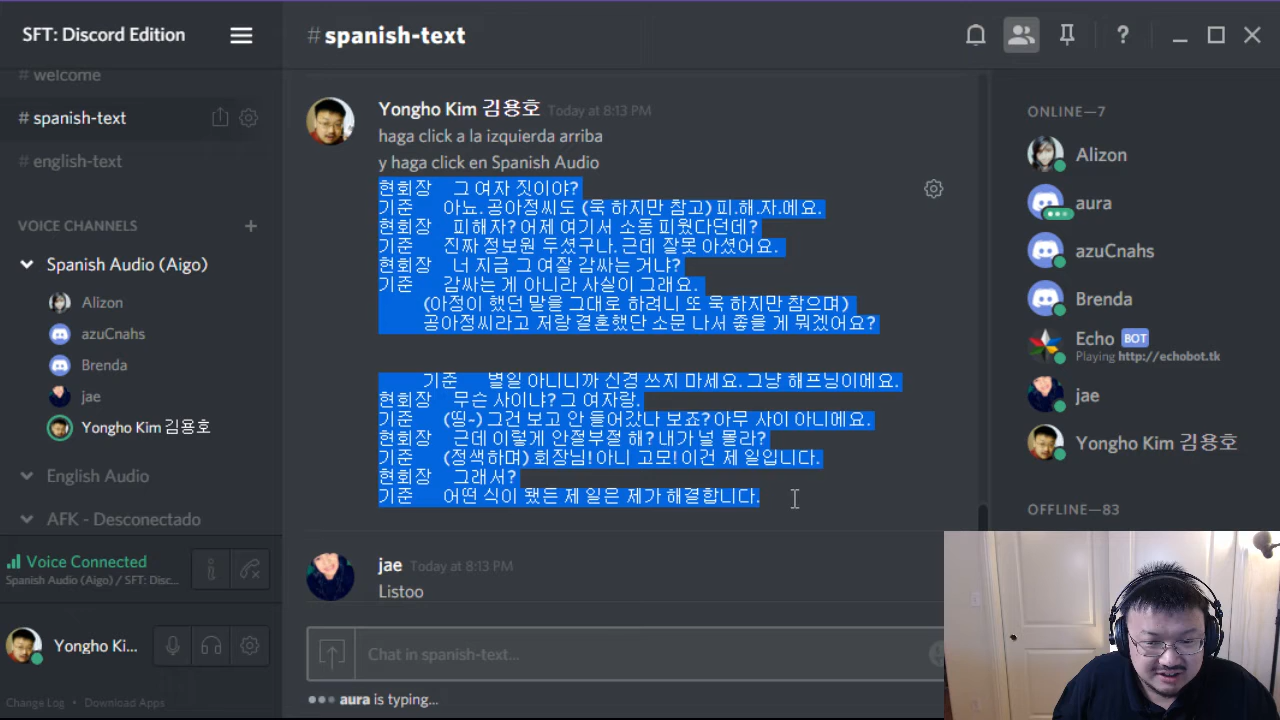 SFT: Discord Edition
# welcome
# spanish-text
# english-text
VOICE CHANNELS
Spanish Audio (Aigo)
Alizon
azuCnahs
Brenda
jae
Yongho Kim 김용호
English Audio
AFK - Desconectado
Voice Connected
Spanish Audio (Aigo) / SFT: Disc...
Yongho Ki...
Change Log • Download Apps
# spanish-text
Yongho Kim 김용호 Today at 8:13 PM
haga click a la izquierda arriba
y haga click en Spanish Audio
현회장 그 여자 짓이야?
기준 아뇨. 공아정씨도 (욱 하지만 참고) 피.해.자.에요.
현회장 피해자? 어제 여기서 소동 피웠다던데?
기준 진짜 정보원 두셨구나. 근데 잘못 아셨어요.
현회장 너 지금 그 여잘 감싸는 거냐?
기준 감싸는 게 아니라 사실이 그래요.
(아정이 했던 말을 그대로 하려니 또 욱 하지만 참으며)
공아정씨라고 저랑 결혼했단 소문 나서 좋을 게 뭐겠어요?
기준 별일 아니니까 신경 쓰지 마세요. 그냥 해프닝이에요.
현회장 무슨 사이냐? 그 여자랑.
기준 (띵~) 그건 보고 안 들어갔나 보죠? 아무 사이 아니에요.
현회장 근데 이렇게 안절부절 해? 내가 널 몰라?
기준 (정색하며) 회장님! 아니 고모! 이건 제 일입니다.
현회장 그래서?
기준 어떤 식이 됐든 제 일은 제가 해결합니다.
jae Today at 8:13 PM
Listoo
Chat in spanish-text...
aura is typing...
ONLINE—7
Alizon
aura
azuCnahs
Brenda
Echo BOT
Playing http://echobot.tk
jae
Yongho Kim 김용호
OFFLINE—83